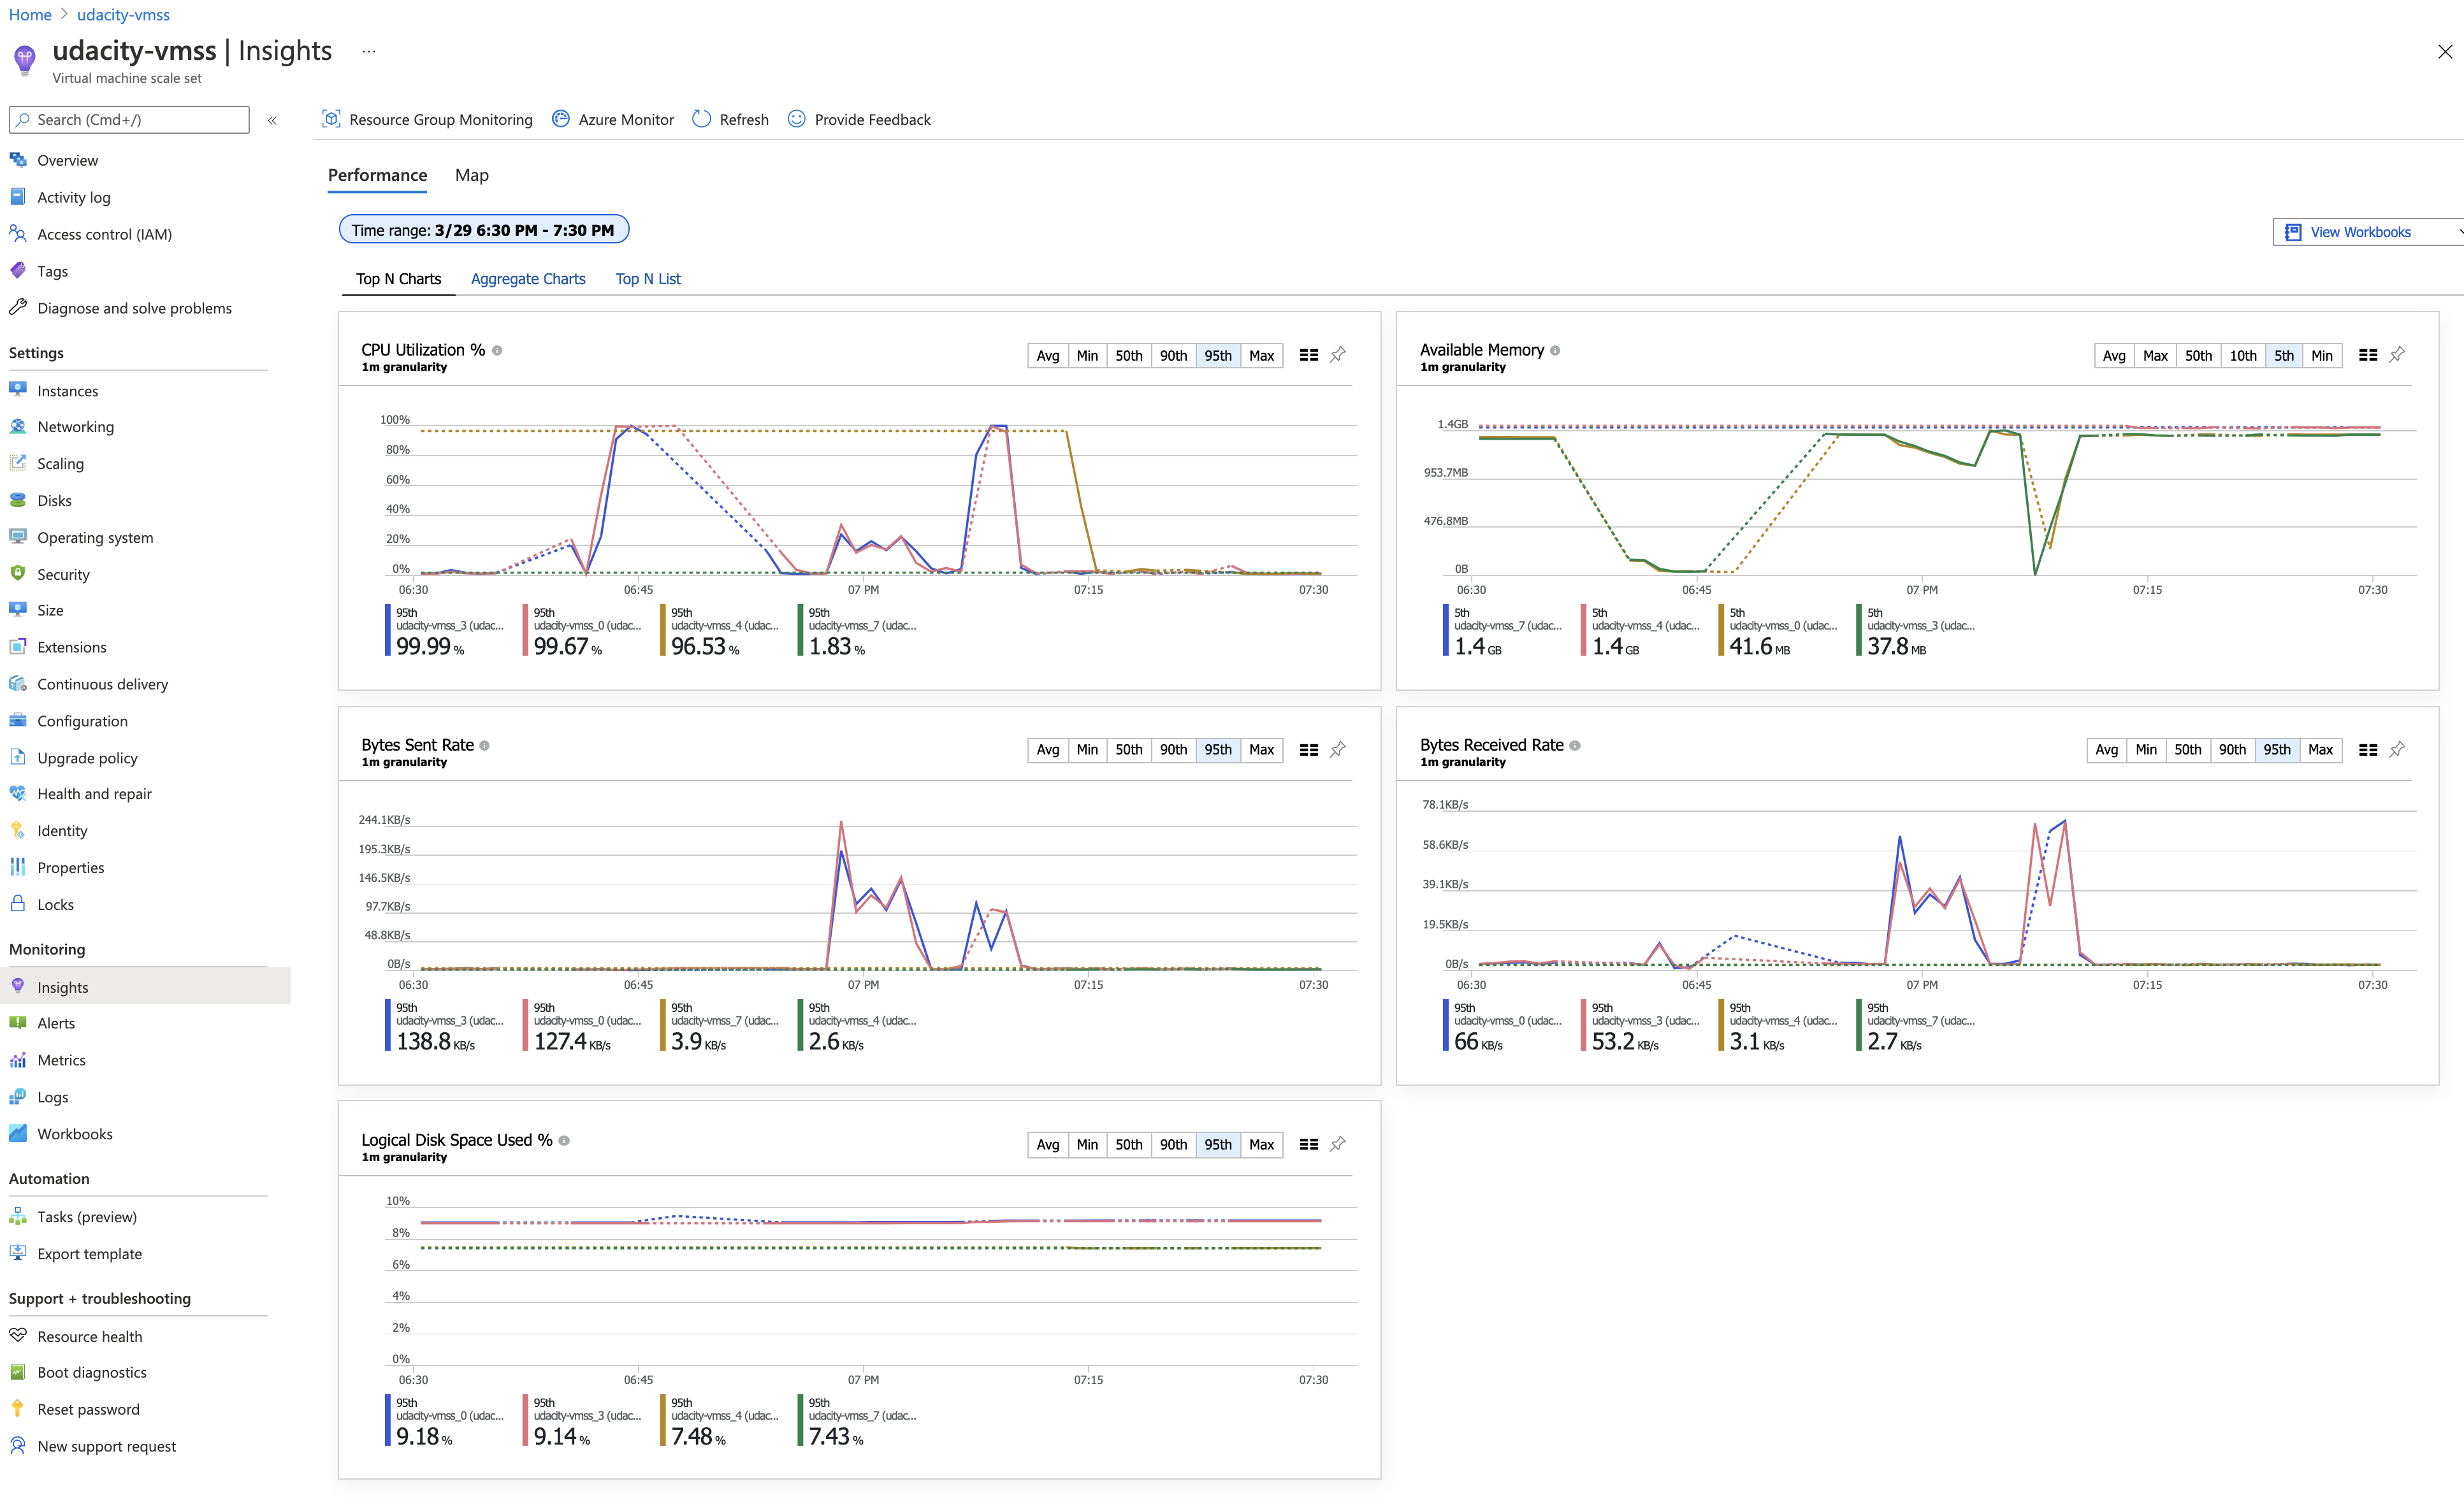 Home > udacity-vmss
udacity-vmss | Insights ...
Virtual machine scale set
Search (Cmd+/)
«
Overview
Activity log
Access control (IAM)
Tags
Diagnose and solve problems
Settings
Instances
Networking
Scaling
Disks
Operating system
Security
Size
Extensions
Continuous delivery
Configuration
Upgrade policy
Health and repair
Identity
Properties
Locks
Monitoring
Insights
Alerts
Metrics
Logs
Workbooks
Automation
Tasks (preview)
Export template
Support + troubleshooting
Resource health
Boot diagnostics
Reset password
New support request
Resource Group Monitoring Azure Monitor Refresh Provide Feedback
Performance Map
Time range: 3/29 6:30 PM - 7:30 PM
View Workbooks
Top N Charts Aggregate Charts Top N List
CPU Utilization %
1m granularity
Avg Min 50th 90th 95th Max
100%
80%
60%
40%
20%
0%
06:30 06:45 07 PM 07:15 07:30
95th 95th 95th 95th
udacity-vmss_3 (udac... udacity-vmss_0 (udac... udacity-vmss_4 (udac... udacity-vmss_7 (udac...
99.99 % 99.67 % 96.53 % 1.83 %
Available Memory
1m granularity
Avg Max 50th 10th 5th Min
1.4GB
953.7MB
476.8MB
0B
06:30 06:45 07 PM 07:15 07:30
5th 5th 5th 5th
udacity-vmss_7 (udac... udacity-vmss_4 (udac... udacity-vmss_0 (udac... udacity-vmss_3 (udac...
1.4 GB 1.4 GB 41.6 MB 37.8 MB
Bytes Sent Rate
1m granularity
Avg Min 50th 90th 95th Max
244.1KB/s
195.3KB/s
146.5KB/s
97.7KB/s
48.8KB/s
0B/s
06:30 06:45 07 PM 07:15 07:30
95th 95th 95th 95th
udacity-vmss_3 (udac... udacity-vmss_0 (udac... udacity-vmss_7 (udac... udacity-vmss_4 (udac...
138.8 KB/s 127.4 KB/s 3.9 KB/s 2.6 KB/s
Bytes Received Rate
1m granularity
Avg Min 50th 90th 95th Max
78.1KB/s
58.6KB/s
39.1KB/s
19.5KB/s
0B/s
06:30 06:45 07 PM 07:15 07:30
95th 95th 95th 95th
udacity-vmss_0 (udac... udacity-vmss_3 (udac... udacity-vmss_4 (udac... udacity-vmss_7 (udac...
66 KB/s 53.2 KB/s 3.1 KB/s 2.7 KB/s
Logical Disk Space Used %
1m granularity
Avg Min 50th 90th 95th Max
10%
8%
6%
4%
2%
0%
06:30 06:45 07 PM 07:15 07:30
95th 95th 95th 95th
udacity-vmss_0 (udac... udacity-vmss_3 (udac... udacity-vmss_4 (udac... udacity-vmss_7 (udac...
9.18 % 9.14 % 7.48 % 7.43 %